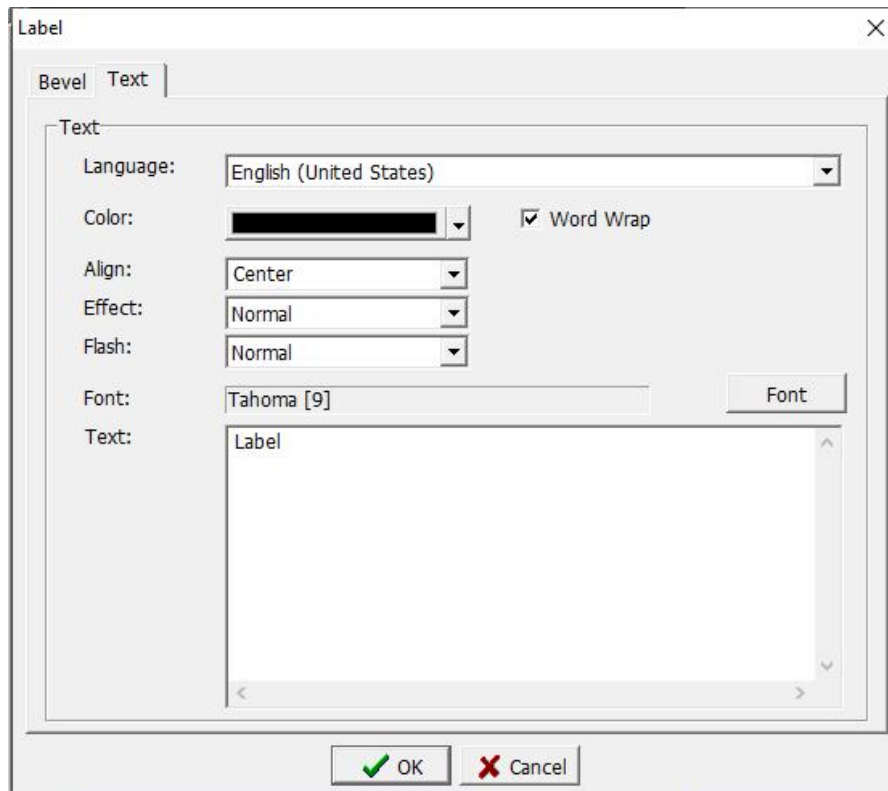 Label
Bevel Text
Text
Language: English (United States)
Color: Word Wrap
Align: Center
Effect: Normal
Flash: Normal
Font: Tahoma [9] Font
Text: Label
OK Cancel